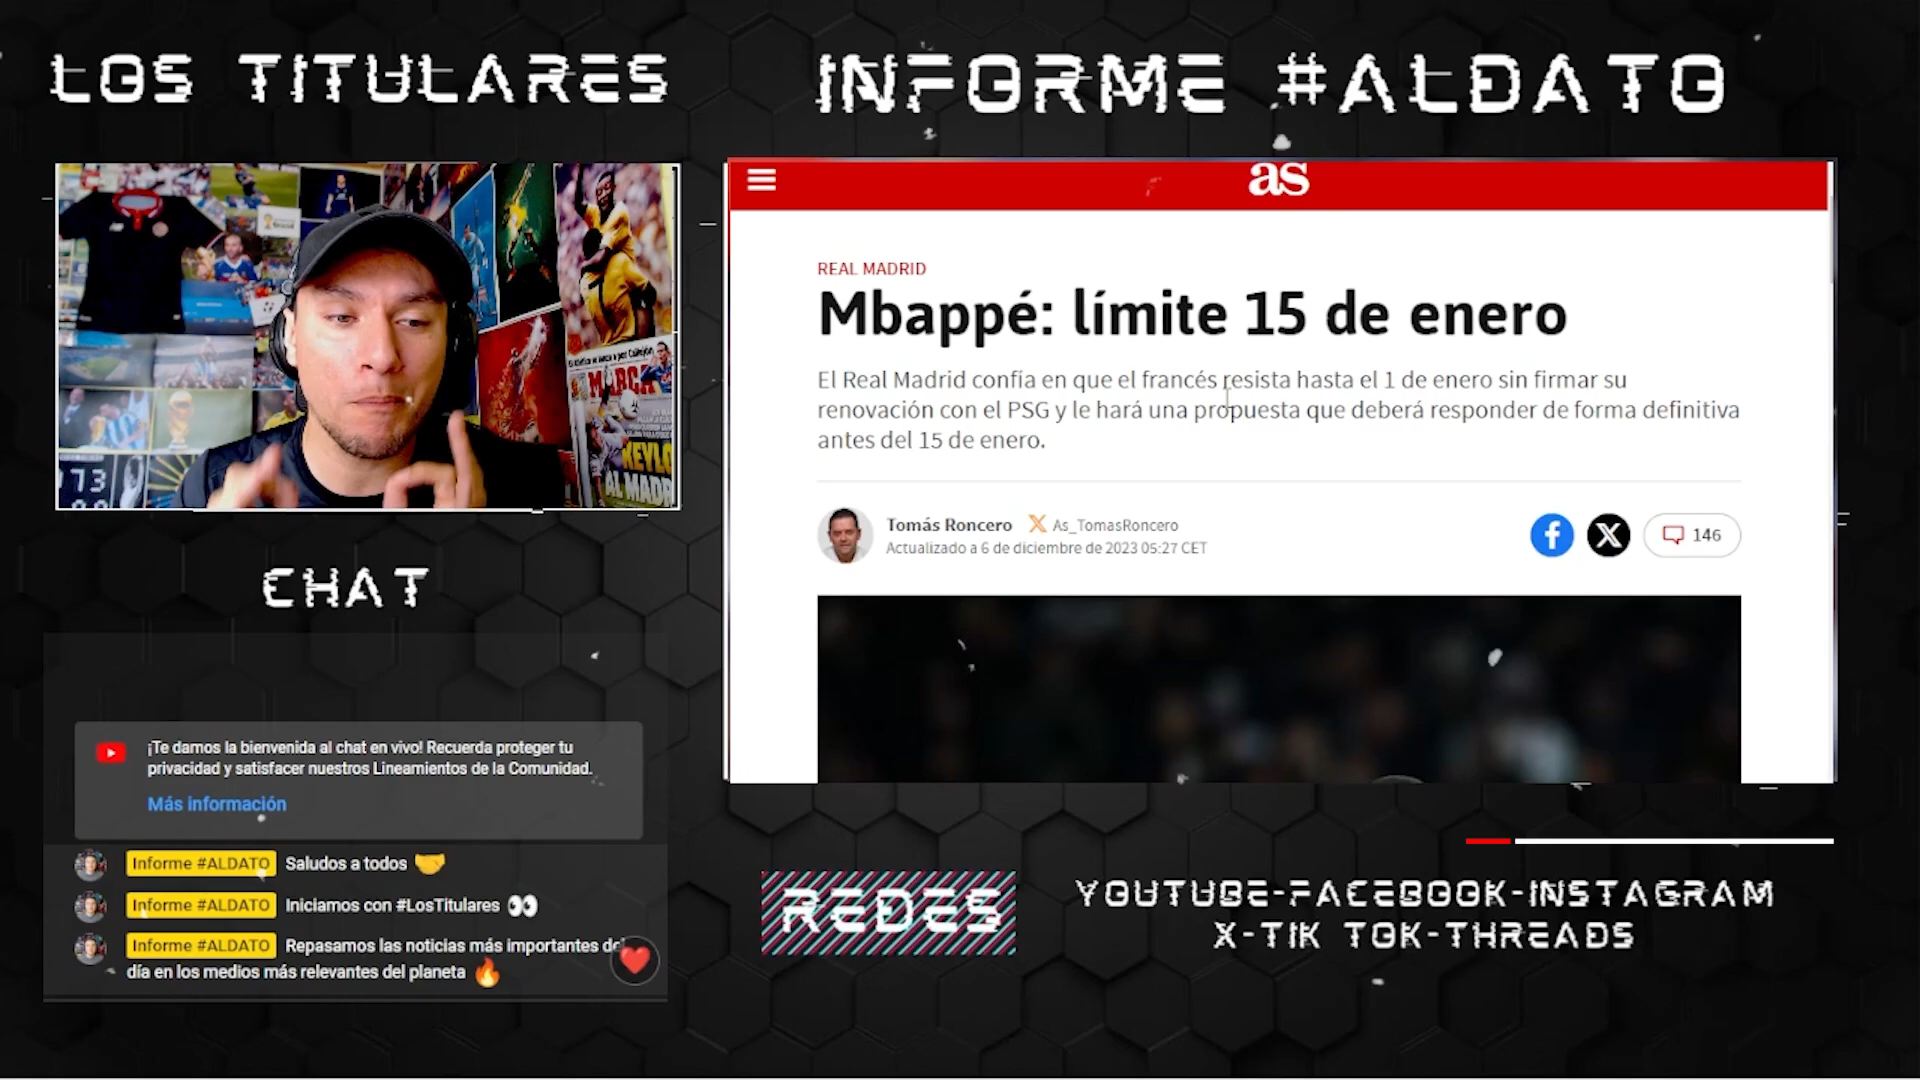 LOS TITULARES
INFORME #ALDATO
MARCA
KEYLO
AL MADR
173
as
REAL MADRID
Mbappé: límite 15 de enero
El Real Madrid confía en que el francés resista hasta el 1 de enero sin firmar su
renovación con el PSG y le hará una propuesta que deberá responder de forma definitiva
antes del 15 de enero.
Tomás Roncero X As_TomasRoncero
Actualizado a 6 de diciembre de 2023 05:27 CET
146
CHAT
¡Te damos la bienvenida al chat en vivo! Recuerda proteger tu
privacidad y satisfacer nuestros Lineamientos de la Comunidad.
Más información
Informe #ALDATO Saludos a todos
Informe #ALDATO Iniciamos con #LosTitulares
Informe #ALDATO Repasamos las noticias más importantes del
día en los medios más relevantes del planeta
REDES
YOUTUBE-FACEBOOK-INSTAGRAM
X-TIK TOK-THREADS